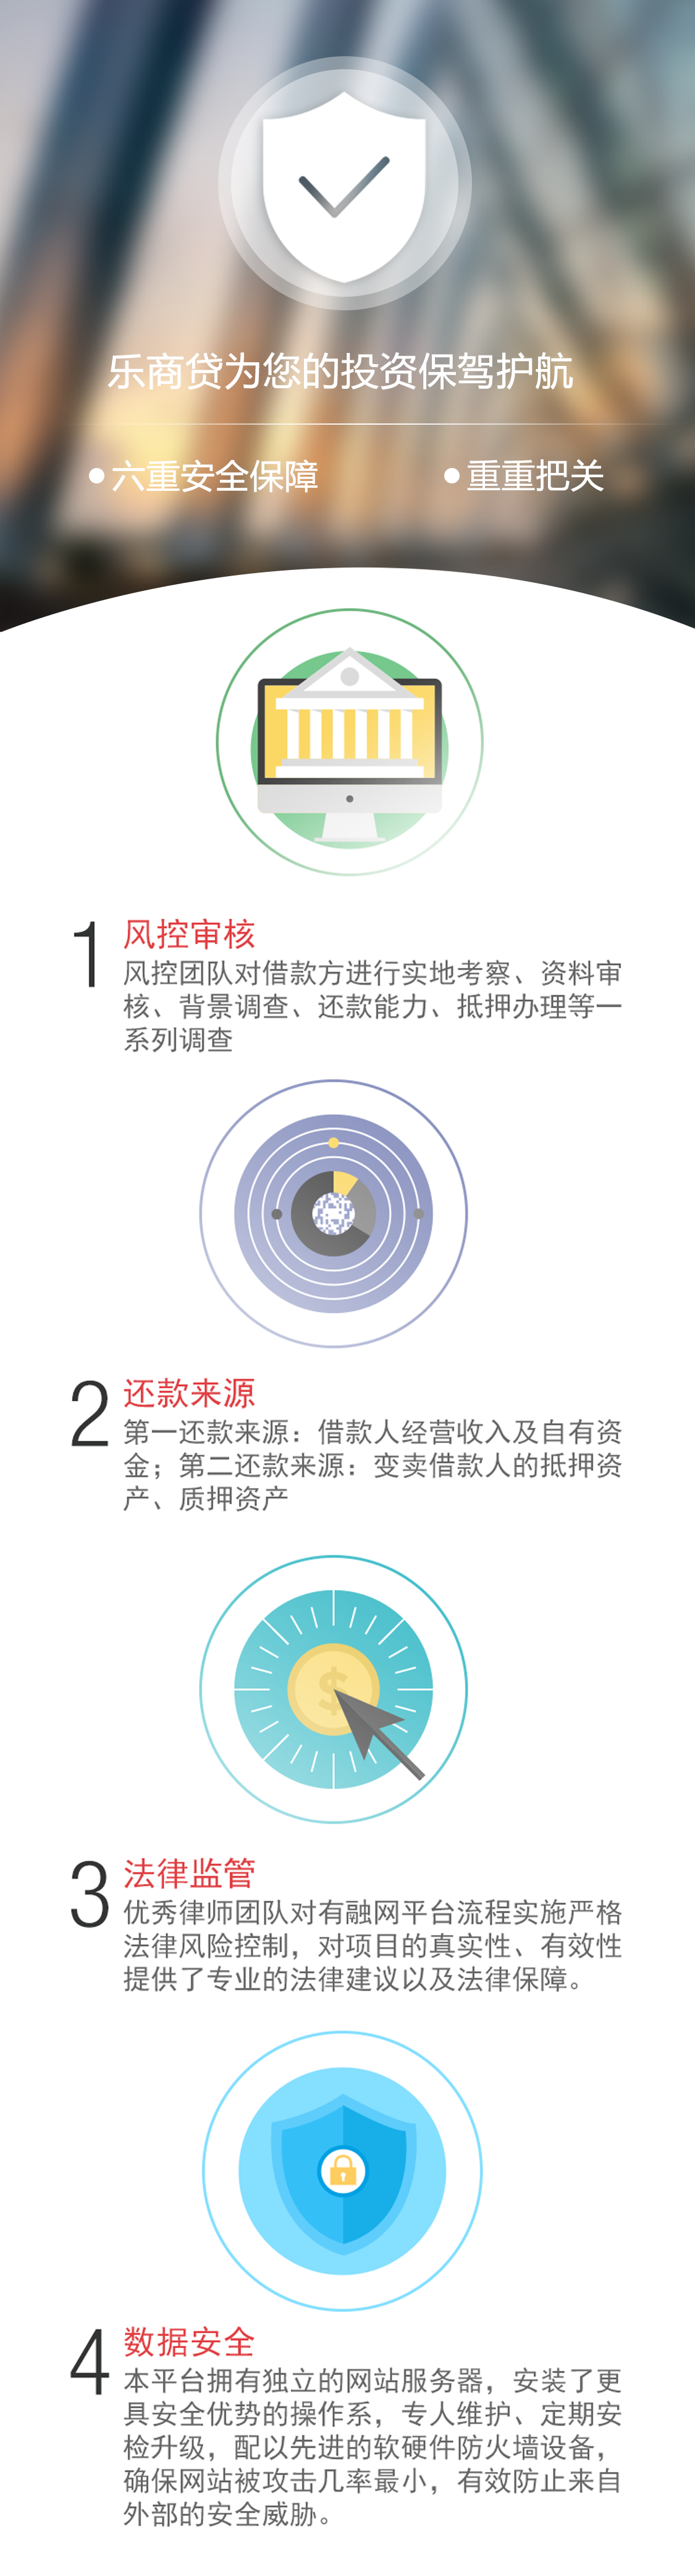 乐商贷为您的投资保驾护航
●六重安全保障 ●重重把关
1 风控审核
风控团队对借款方进行实地考察、资料审
核、背景调查、还款能力、抵押办理等一
系列调查
2 还款来源
第一还款来源：借款人经营收入及自有资
金；第二还款来源：变卖借款人的抵押资
产、质押资产
$
3 法律监管
优秀律师团队对有融网平台流程实施严格
法律风险控制，对项目的真实性、有效性
提供了专业的法律建议以及法律保障。
4 数据安全
本平台拥有独立的网站服务器，安装了更
具安全优势的操作系，专人维护、定期安
检升级，配以先进的软硬件防火墙设备，
确保网站被攻击几率最小，有效防止来自
外部的安全威胁。